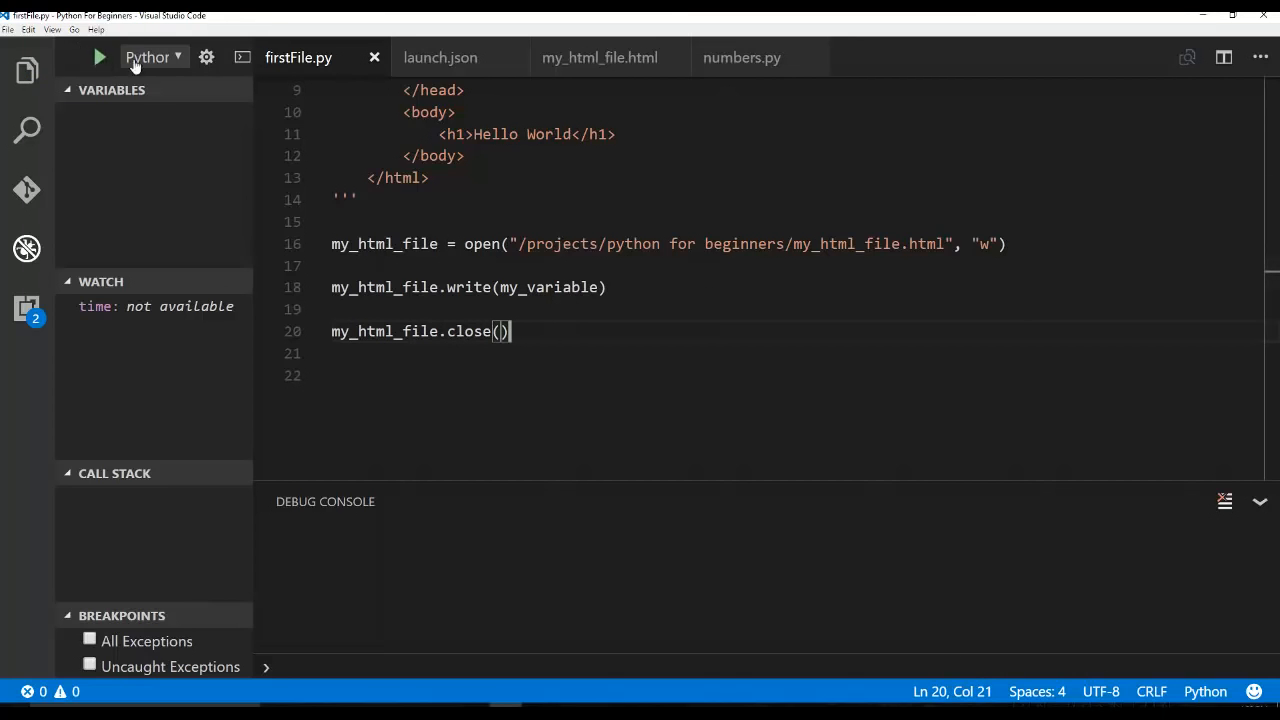 firstFile.py - Python For Beginners - Visual Studio Code
File Edit View Go Help
Python
firstFile.py
launch.json
my_html_file.html
numbers.py
VARIABLES
WATCH
time: not available
CALL STACK
BREAKPOINTS
All Exceptions
Uncaught Exceptions
9 </head>
10 <body>
11 <h1>Hello World</h1>
12 </body>
13 </html>
14 '''
15
16 my_html_file = open("/projects/python for beginners/my_html_file.html", "w")
17
18 my_html_file.write(my_variable)
19
20 my_html_file.close()
21
22
DEBUG CONSOLE
2
0 0
Ln 20, Col 21 Spaces: 4 UTF-8 CRLF Python